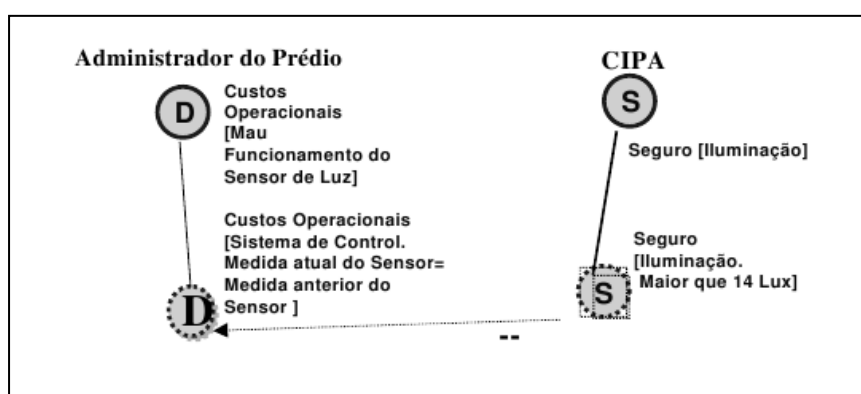 Administrador do Prédio
D
Custos
Operacionais
[Mau
Funcionamento do
Sensor de Luz]
Custos Operacionais
[Sistema de Control.
Medida atual do Sensor=
Medida anterior do
Sensor ]
D
CIPA
S
Seguro [Iluminação]
Seguro
[Iluminação.
Maior que 14 Lux]
S
--